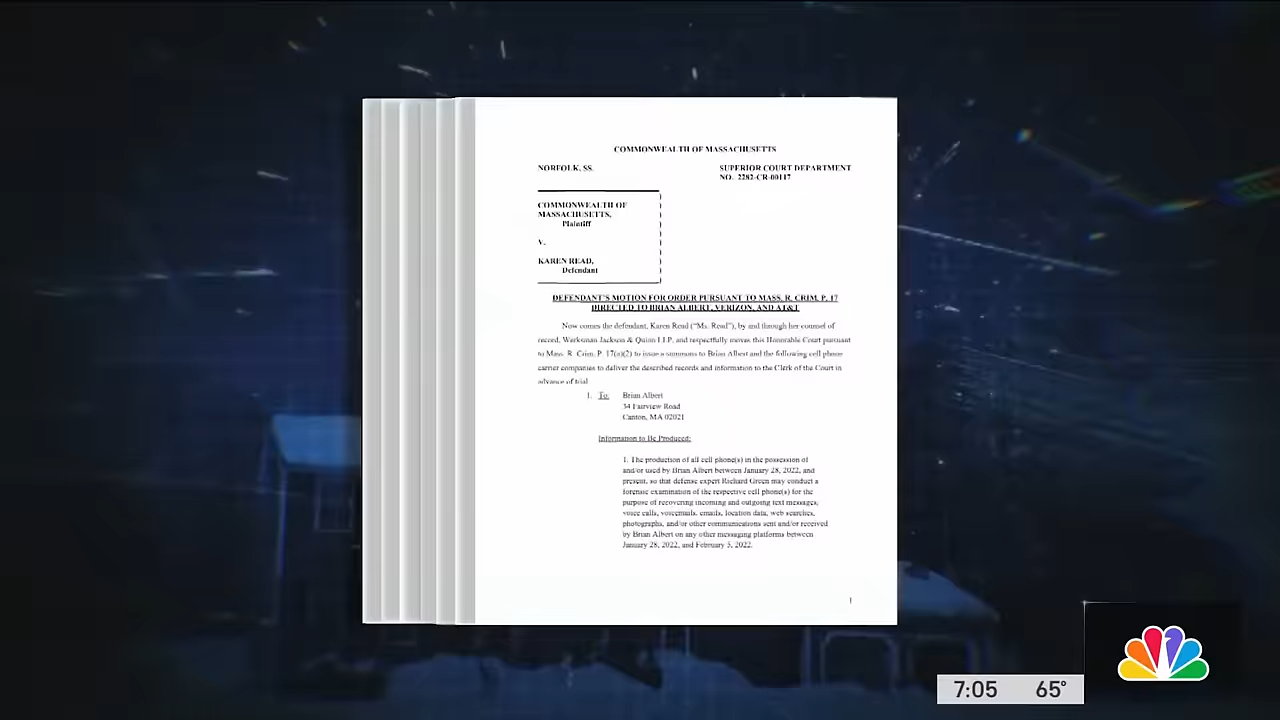 COMMONWEALTH OF MASSACHUSETTS
NORFOLK, SS.
SUPERIOR COURT DEPARTMENT
NO. 2282-CR-00117
COMMONWEALTH OF
MASSACHUSETTS,
Plaintiff
V.
KAREN READ,
Defendant
DEFENDANT'S MOTION FOR ORDER PURSUANT TO MASS. R. CRIM. P. 17
DIRECTED TO BRIAN ALBERT, VERIZON, AND AT&T
Now comes the defendant, Karen Read ("Ms. Read"), by and through her counsel of
record, Werksman Jackson & Quinn LLP, and respectfully moves this Honorable Court pursuant
to Mass. R. Crim. P. 17(a)(2) to issue a summons to Brian Albert and the following cell phone
carrier companies to deliver the described records and information to the Clerk of the Court in
advance of trial
1. To: Brian Albert
34 Fairview Road
Canton, MA 02021
Information to Be Produced:
1. The production of all cell phone(s) in the possession of
and/or used by Brian Albert between January 28, 2022, and
present, so that defense expert Richard Green may conduct a
forensic examination of the respective cell phone(s) for the
purpose of recovering incoming and outgoing text messages,
voice calls, voicemails, emails, location data, web searches,
photographs, and/or other communications sent and/or received
by Brian Albert on any other messaging platforms between
January 28, 2022, and February 5, 2022.
1
7:05 65°